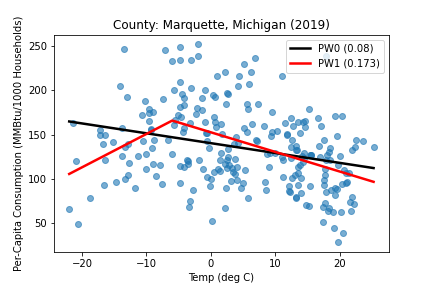 County: Marquette, Michigan (2019)
PW0 (0.08)
PW1 (0.173)
Per-Capita Consumption (MMBtu/1000 Households)
250
200
150
100
50
−20
−10
0
10
20
Temp (deg C)